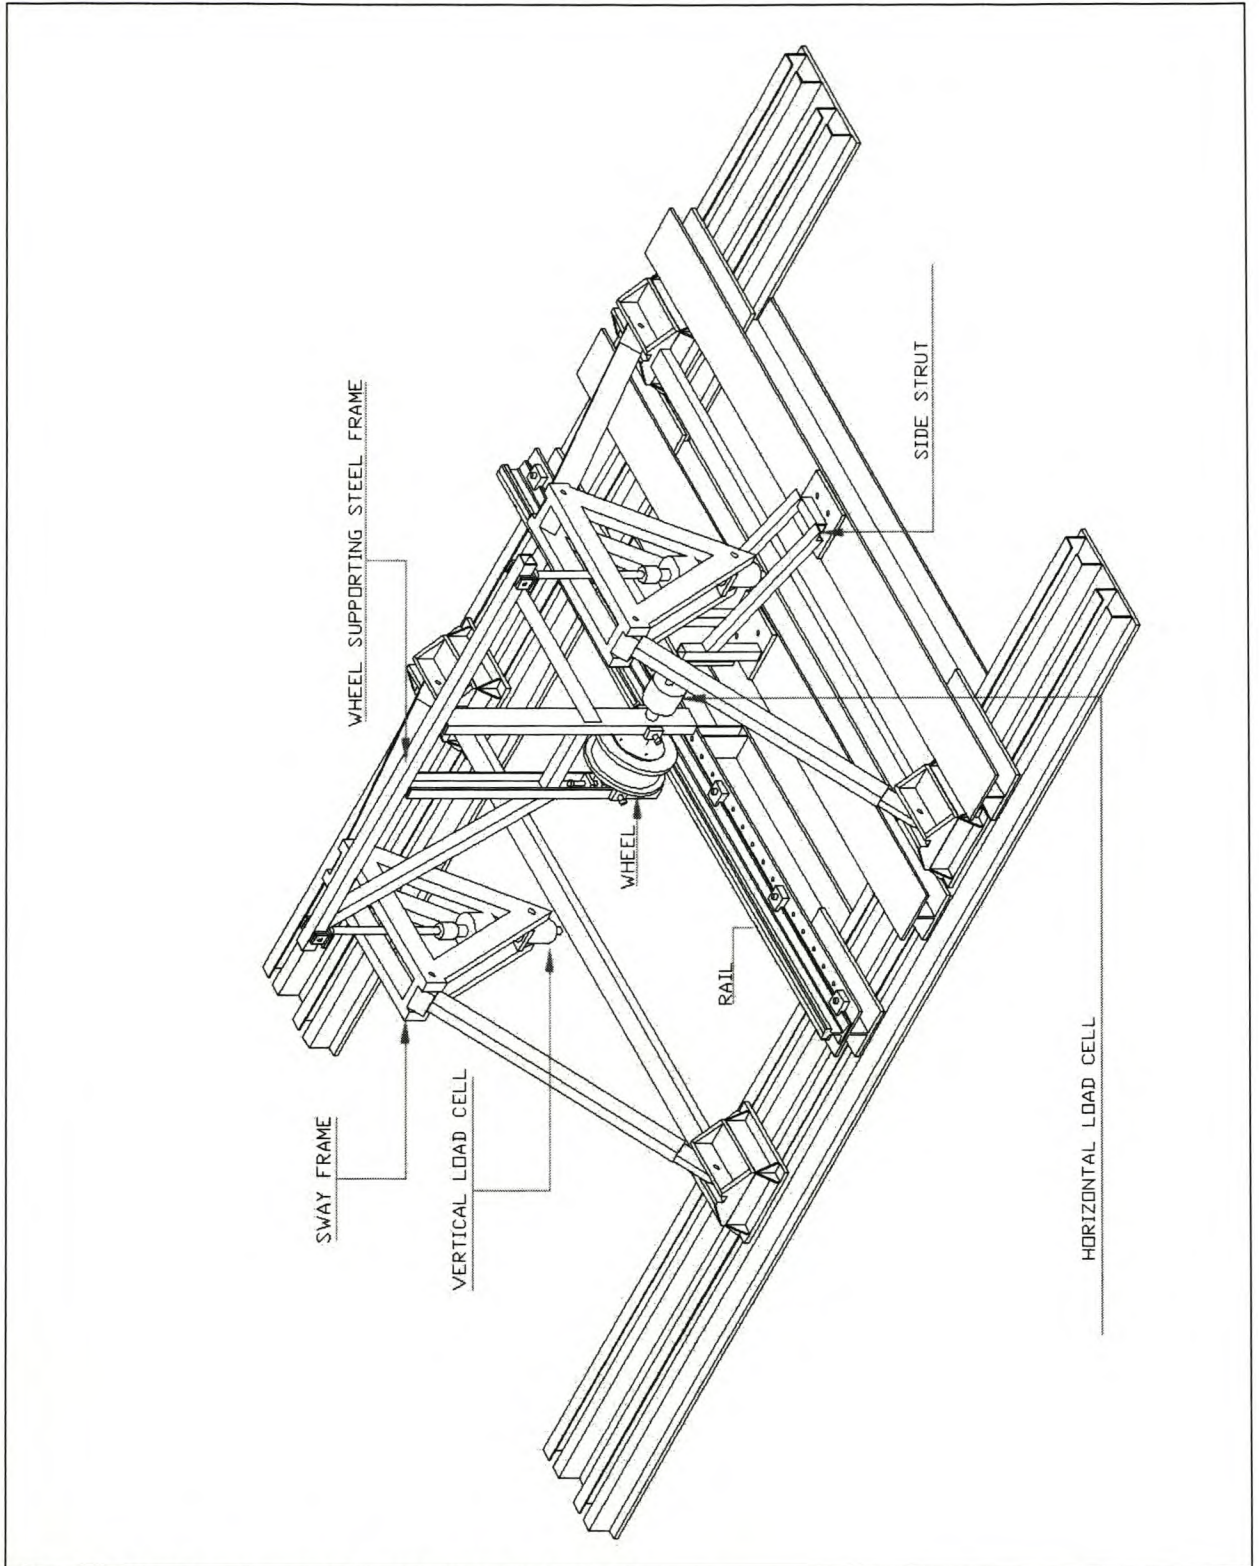 WHEEL SUPPORTING STEEL FRAME
SWAY FRAME
VERTICAL LOAD CELL
WHEEL
RAIL
SIDE STRUT
HORIZONTAL LOAD CELL